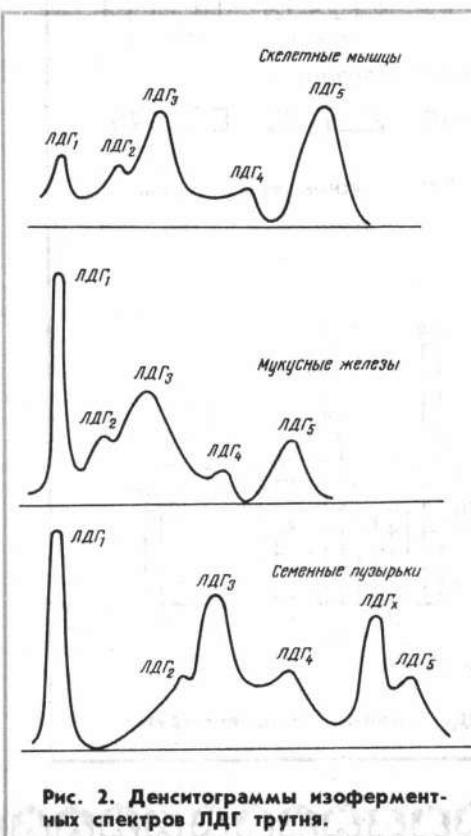 Скелетные мышцы
ЛДГ1 ЛДГ2 ЛДГ3 ЛДГ4 ЛДГ5
Мукусные железы
ЛДГ1 ЛДГ2 ЛДГ3 ЛДГ4 ЛДГ5
Семенные пузырьки
ЛДГ1 ЛДГ2 ЛДГ3 ЛДГ4 ЛДГx ЛДГ5
Рис. 2. Денситограммы изофермент-
ных спектров ЛДГ трутня.